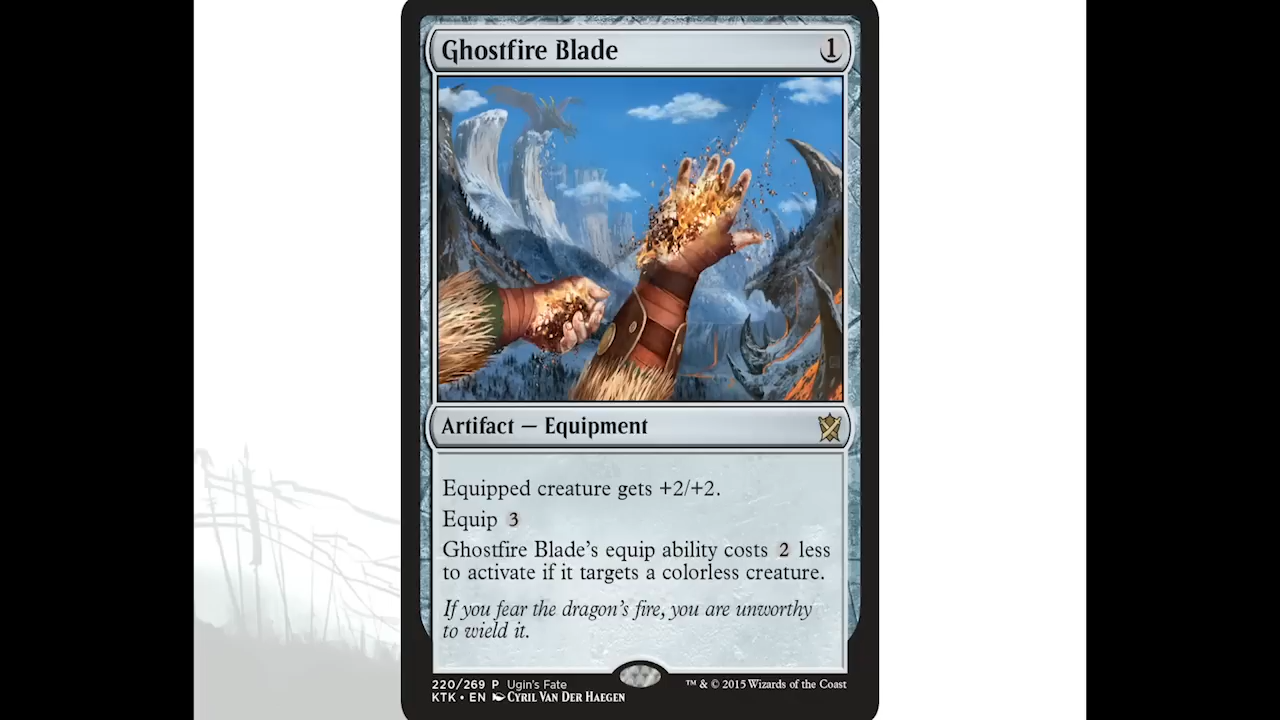 Ghostfire Blade 1
Artifact — Equipment
Equipped creature gets +2/+2.
Equip 3
Ghostfire Blade's equip ability costs 2 less
to activate if it targets a colorless creature.
If you fear the dragon's fire, you are unworthy
to wield it.
220/269 P Ugin's Fate
™ & © 2015 Wizards of the Coast
KTK • EN Cyril Van Der Haegen